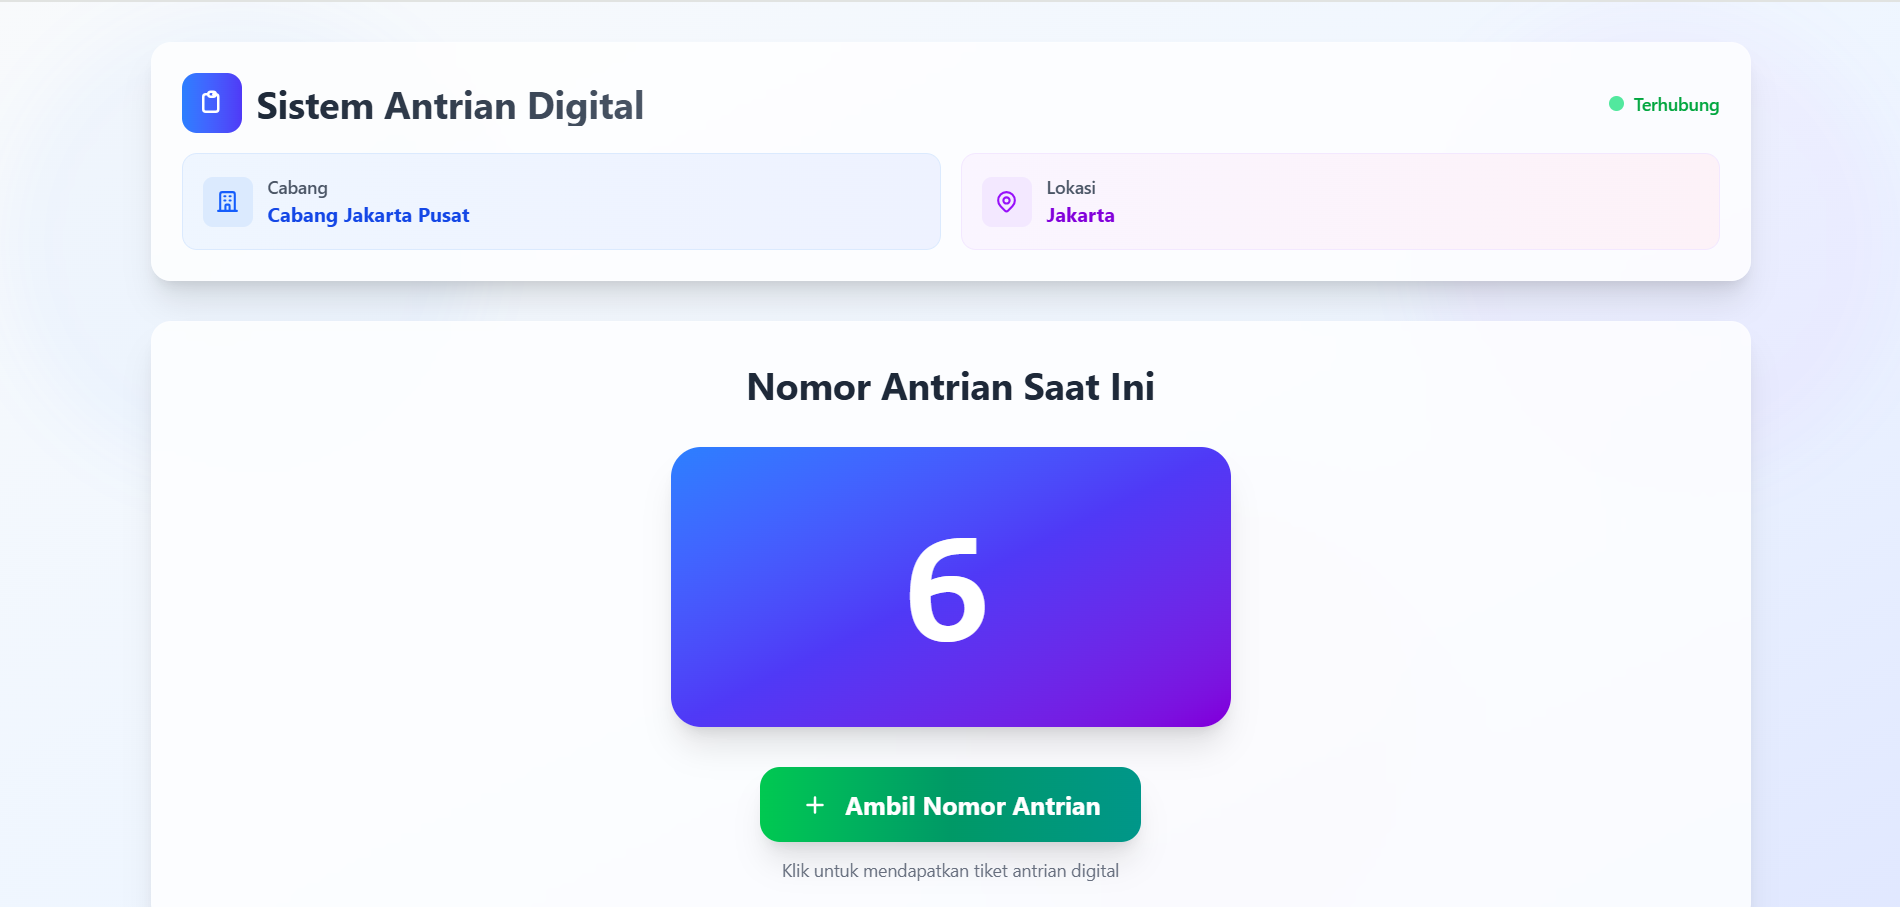 Sistem Antrian Digital
Terhubung
Cabang
Cabang Jakarta Pusat
Lokasi
Jakarta
Nomor Antrian Saat Ini
6
+ Ambil Nomor Antrian
Klik untuk mendapatkan tiket antrian digital